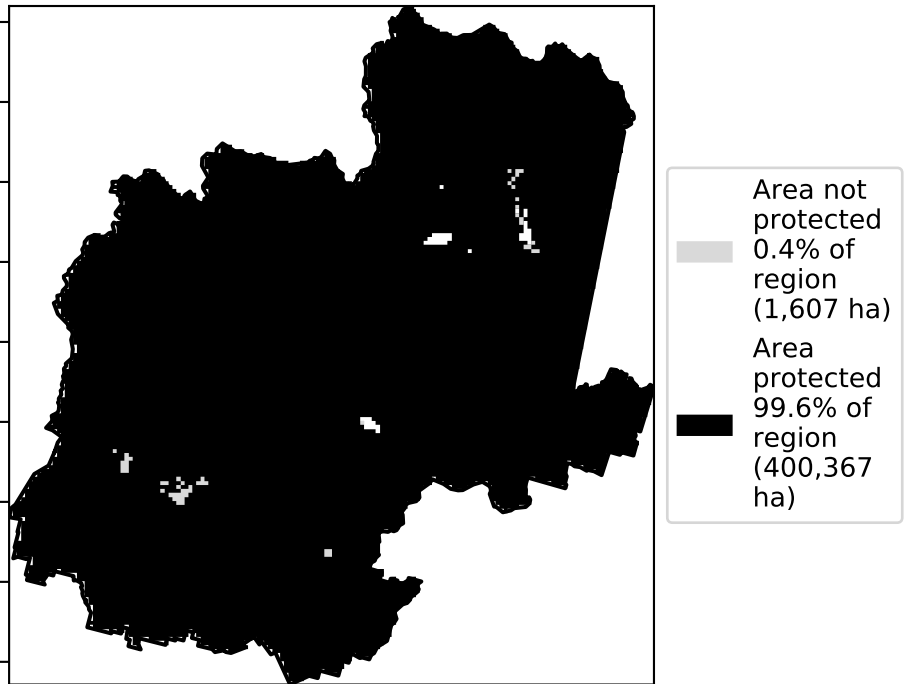 Area not
protected
0.4% of
region
(1,607 ha)
Area
protected
99.6% of
region
(400,367
ha)